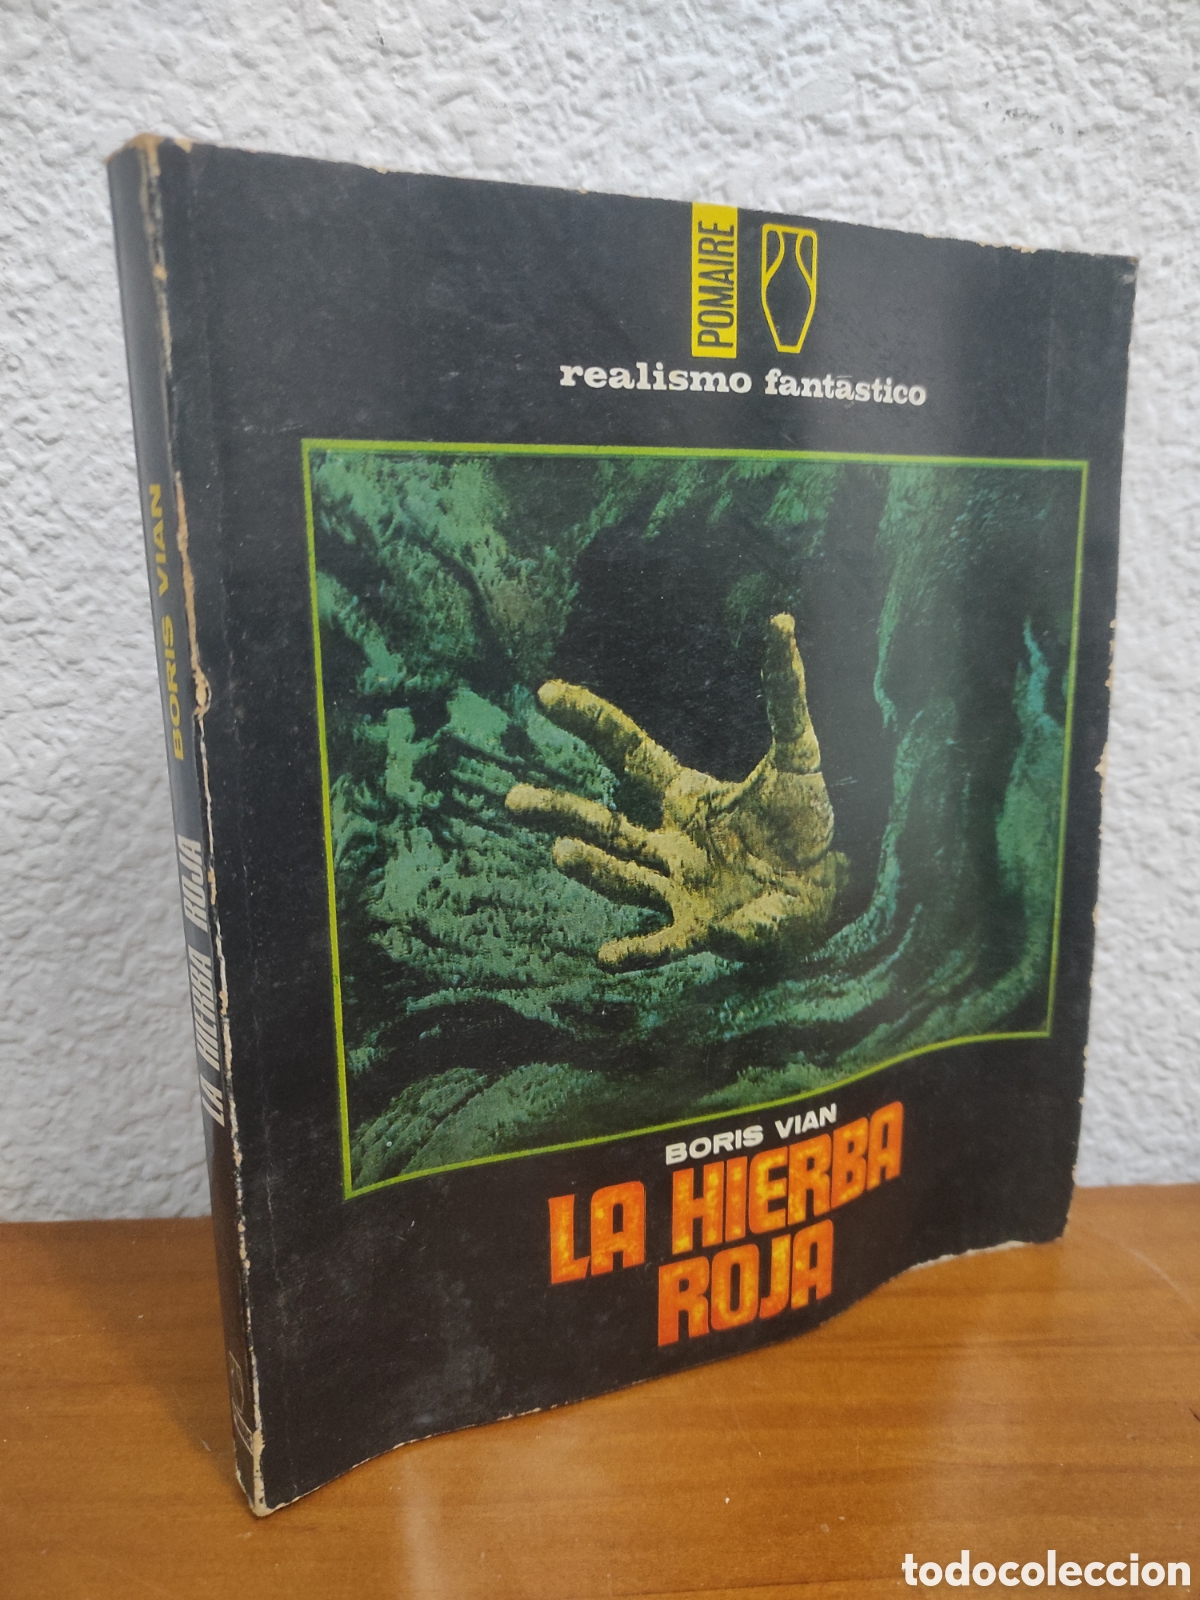 POMAIRE
realismo fantástico
BORIS VIAN
LA HIERBA
ROJA
BORIS VIAN
LA HIERBA ROJA
todocoleccion